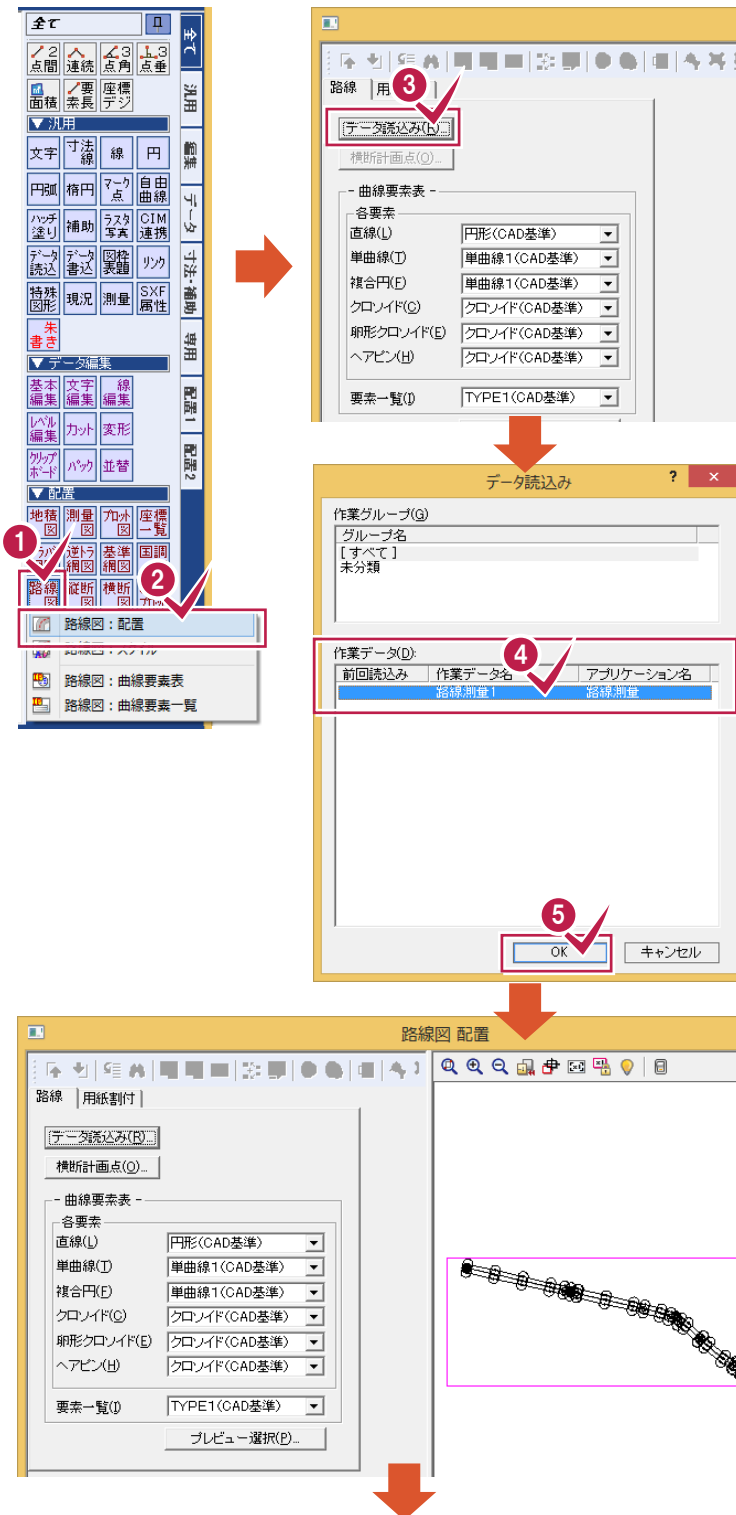 全て
／2点間
連続
3点角
3点垂
面積
／要素長
座標デジ
▼ 汎用
文字
寸法線
線
円
円弧
楕円
マーク点
自由曲線
ハッチ塗り
補助
ラスタ写真
CIM連携
データ読込
データ書込
図枠表題
リンク
特殊図形
現況
測量
SXF属性
朱書き
▼ データ編集
基本編集
文字編集
線編集
レベル編集
カット
変形
クリップボード
パック
並替
▼ 配置
地積図
測量図
プロット図
座標一覧
逆トラ網図
基準網図
国調
路線図
縦断図
横断図
全て
汎用
編集
データ
寸法・補助
専用
配置1
配置2
1
2
路線図：配置
路線図：スタイル
路線図：曲線要素表
路線図：曲線要素一覧
3
路線
データ読込み(R)...
横断計画点(O)...
- 曲線要素表 -
各要素
直線(L) 円形(CAD基準)
単曲線(T) 単曲線1(CAD基準)
複合円(F) 単曲線1(CAD基準)
クロソイド(C) クロソイド(CAD基準)
卵形クロソイド(E) クロソイド(CAD基準)
ヘアピン(H) クロソイド(CAD基準)
要素一覧(I) TYPE1(CAD基準)
データ読込み ? ×
作業グループ(G)
グループ名
[すべて]
未分類
作業データ(D):
4
前回読込み 作業データ名 アプリケーション名
路線測量1 路線測量
5
OK キャンセル
路線図 配置
路線 用紙割付
データ読込み(R)...
横断計画点(O)...
- 曲線要素表 -
各要素
直線(L) 円形(CAD基準)
単曲線(T) 単曲線1(CAD基準)
複合円(F) 単曲線1(CAD基準)
クロソイド(C) クロソイド(CAD基準)
卵形クロソイド(E) クロソイド(CAD基準)
ヘアピン(H) クロソイド(CAD基準)
要素一覧(I) TYPE1(CAD基準)
プレビュー選択(P)...